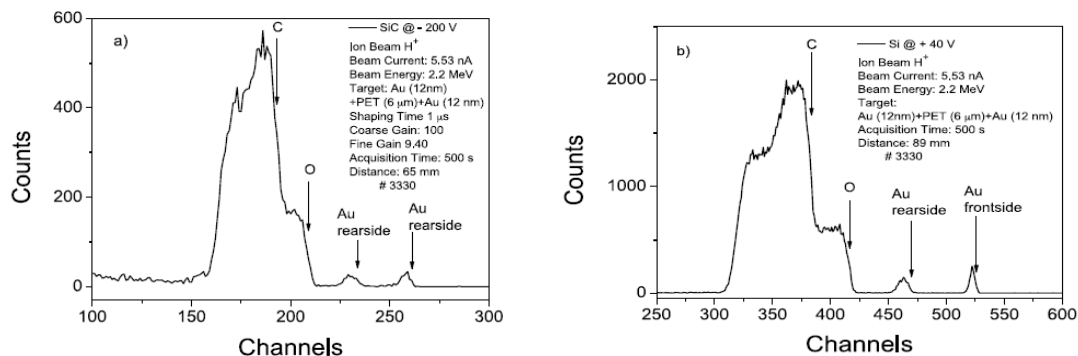 a)
SiC @ - 200 V
Ion Beam H+
Beam Current: 5,53 nA
Beam Energy: 2.2 MeV
Target: Au (12nm)
+PET (6 µm)+Au (12 nm)
Shaping Time 1 µs
Coarse Gain: 100
Fine Gain 9.40
Acquisition Time: 500 s
Distance: 65 mm
# 3330
C
O
Au
rearside
Au
rearside
600
400
200
0
Counts
100 150 200 250 300
Channels
b)
Si @ + 40 V
Ion Beam H+
Beam Current: 5,53 nA
Beam Energy: 2.2 MeV
Target:
Au (12nm)+PET (6 µm)+Au (12 nm)
Acquisition Time: 500 s
Distance: 89 mm
# 3330
C
O
Au
rearside
Au
frontside
2000
1000
0
Counts
250 300 350 400 450 500 550 600
Channels